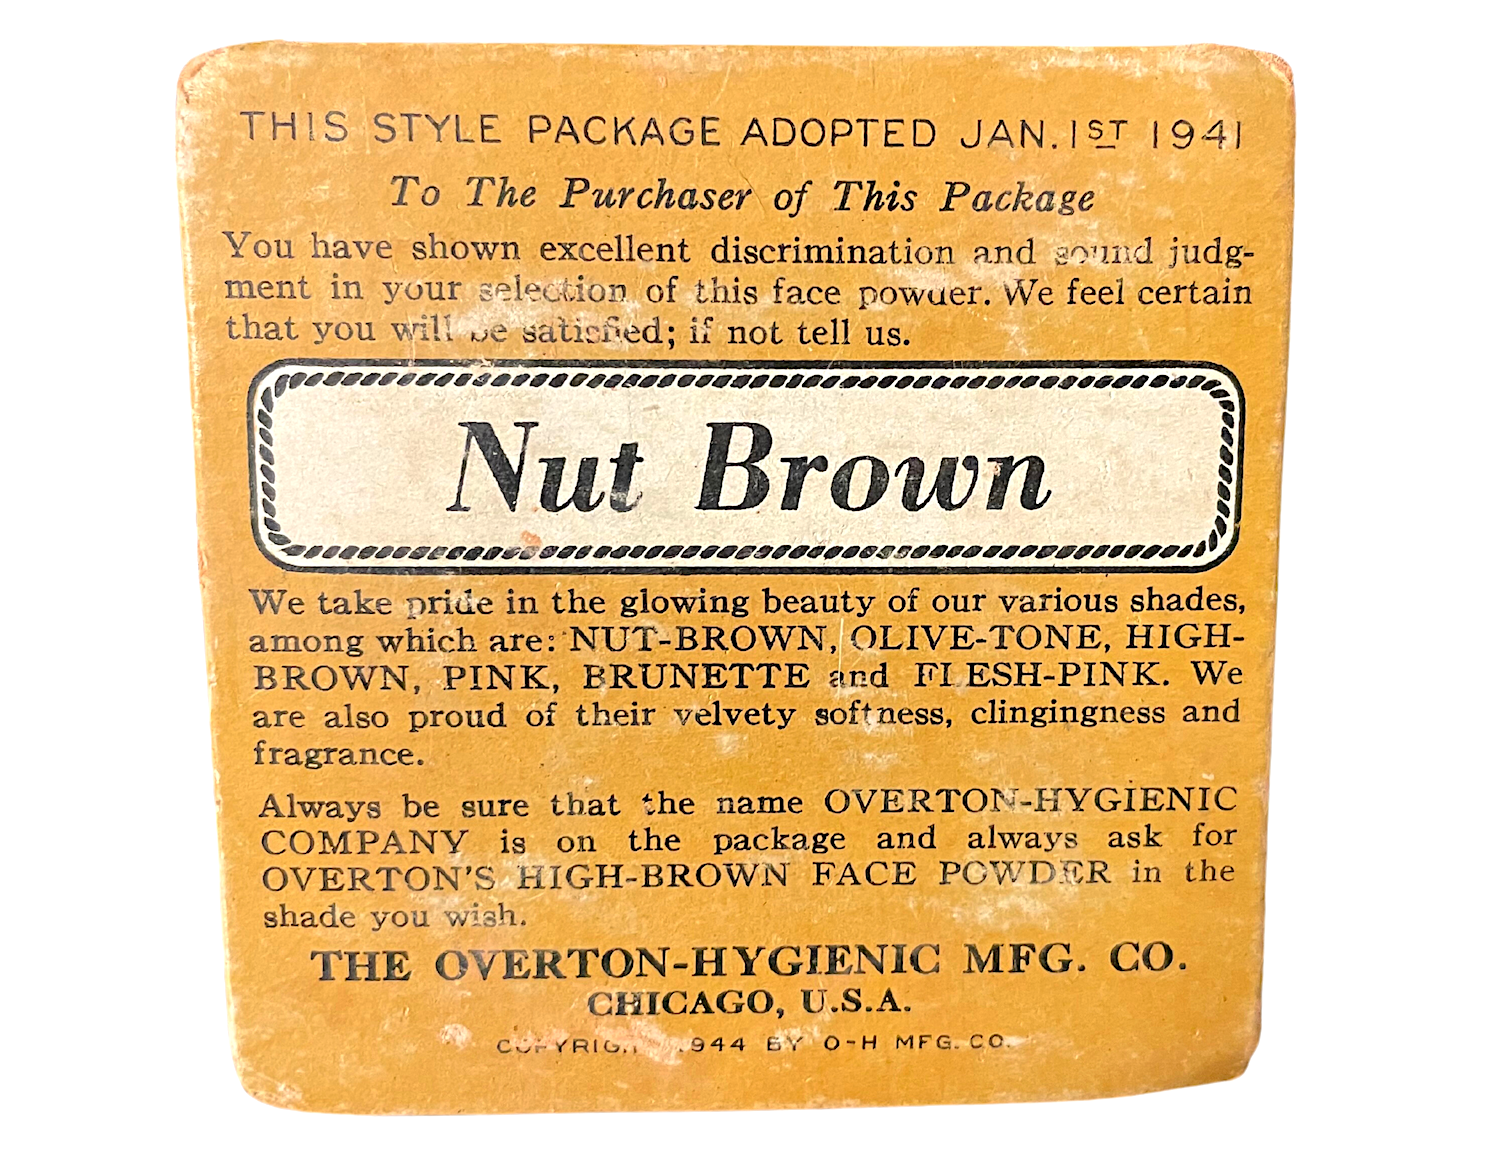 THIS STYLE PACKAGE ADOPTED JAN. 1ST 1941
To The Purchaser of This Package
You have shown excellent discrimination and sound judg-
ment in your selection of this face powder. We feel certain
that you will be satisfied; if not tell us.
Nut Brown
We take pride in the glowing beauty of our various shades,
among which are: NUT-BROWN, OLIVE-TONE, HIGH-
BROWN, PINK, BRUNETTE and FLESH-PINK. We
are also proud of their velvety softness, clingingness and
fragrance.
Always be sure that the name OVERTON-HYGIENIC
COMPANY is on the package and always ask for
OVERTON'S HIGH-BROWN FACE POWDER in the
shade you wish.
THE OVERTON-HYGIENIC MFG. CO.
CHICAGO, U.S.A.
COPYRIGHT 1944 BY O-H MFG. CO.